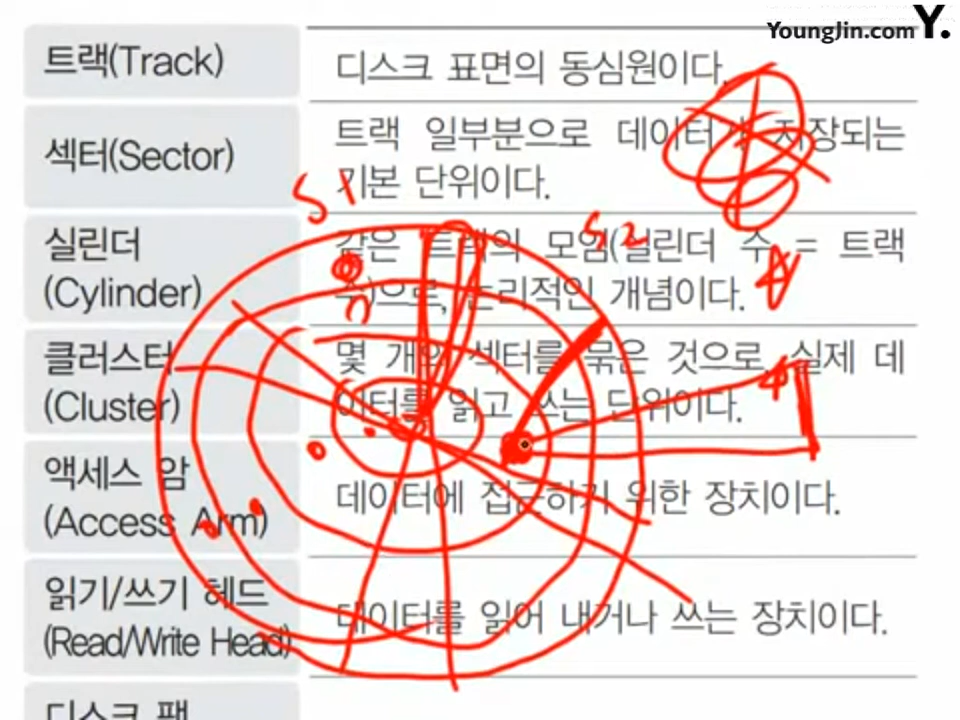 YoungJin.com Y.
트랙(Track)
디스크 표면의 동심원이다.
섹터(Sector)
트랙 일부분으로 데이터가 저장되는
기본 단위이다.
S1
S2
실린더
(Cylinder)
같은 트랙의 모임(실린더 수 = 트랙
수)으로, 논리적인 개념이다.
클러스터
(Cluster)
몇 개의 섹터를 묶은 것으로, 실제 데
이터를 읽고 쓰는 단위이다.
액세스 암
(Access Arm)
데이터에 접근하기 위한 장치이다.
읽기/쓰기 헤드
(Read/Write Head)
데이터를 읽어 내거나 쓰는 장치이다.
디스크 팩